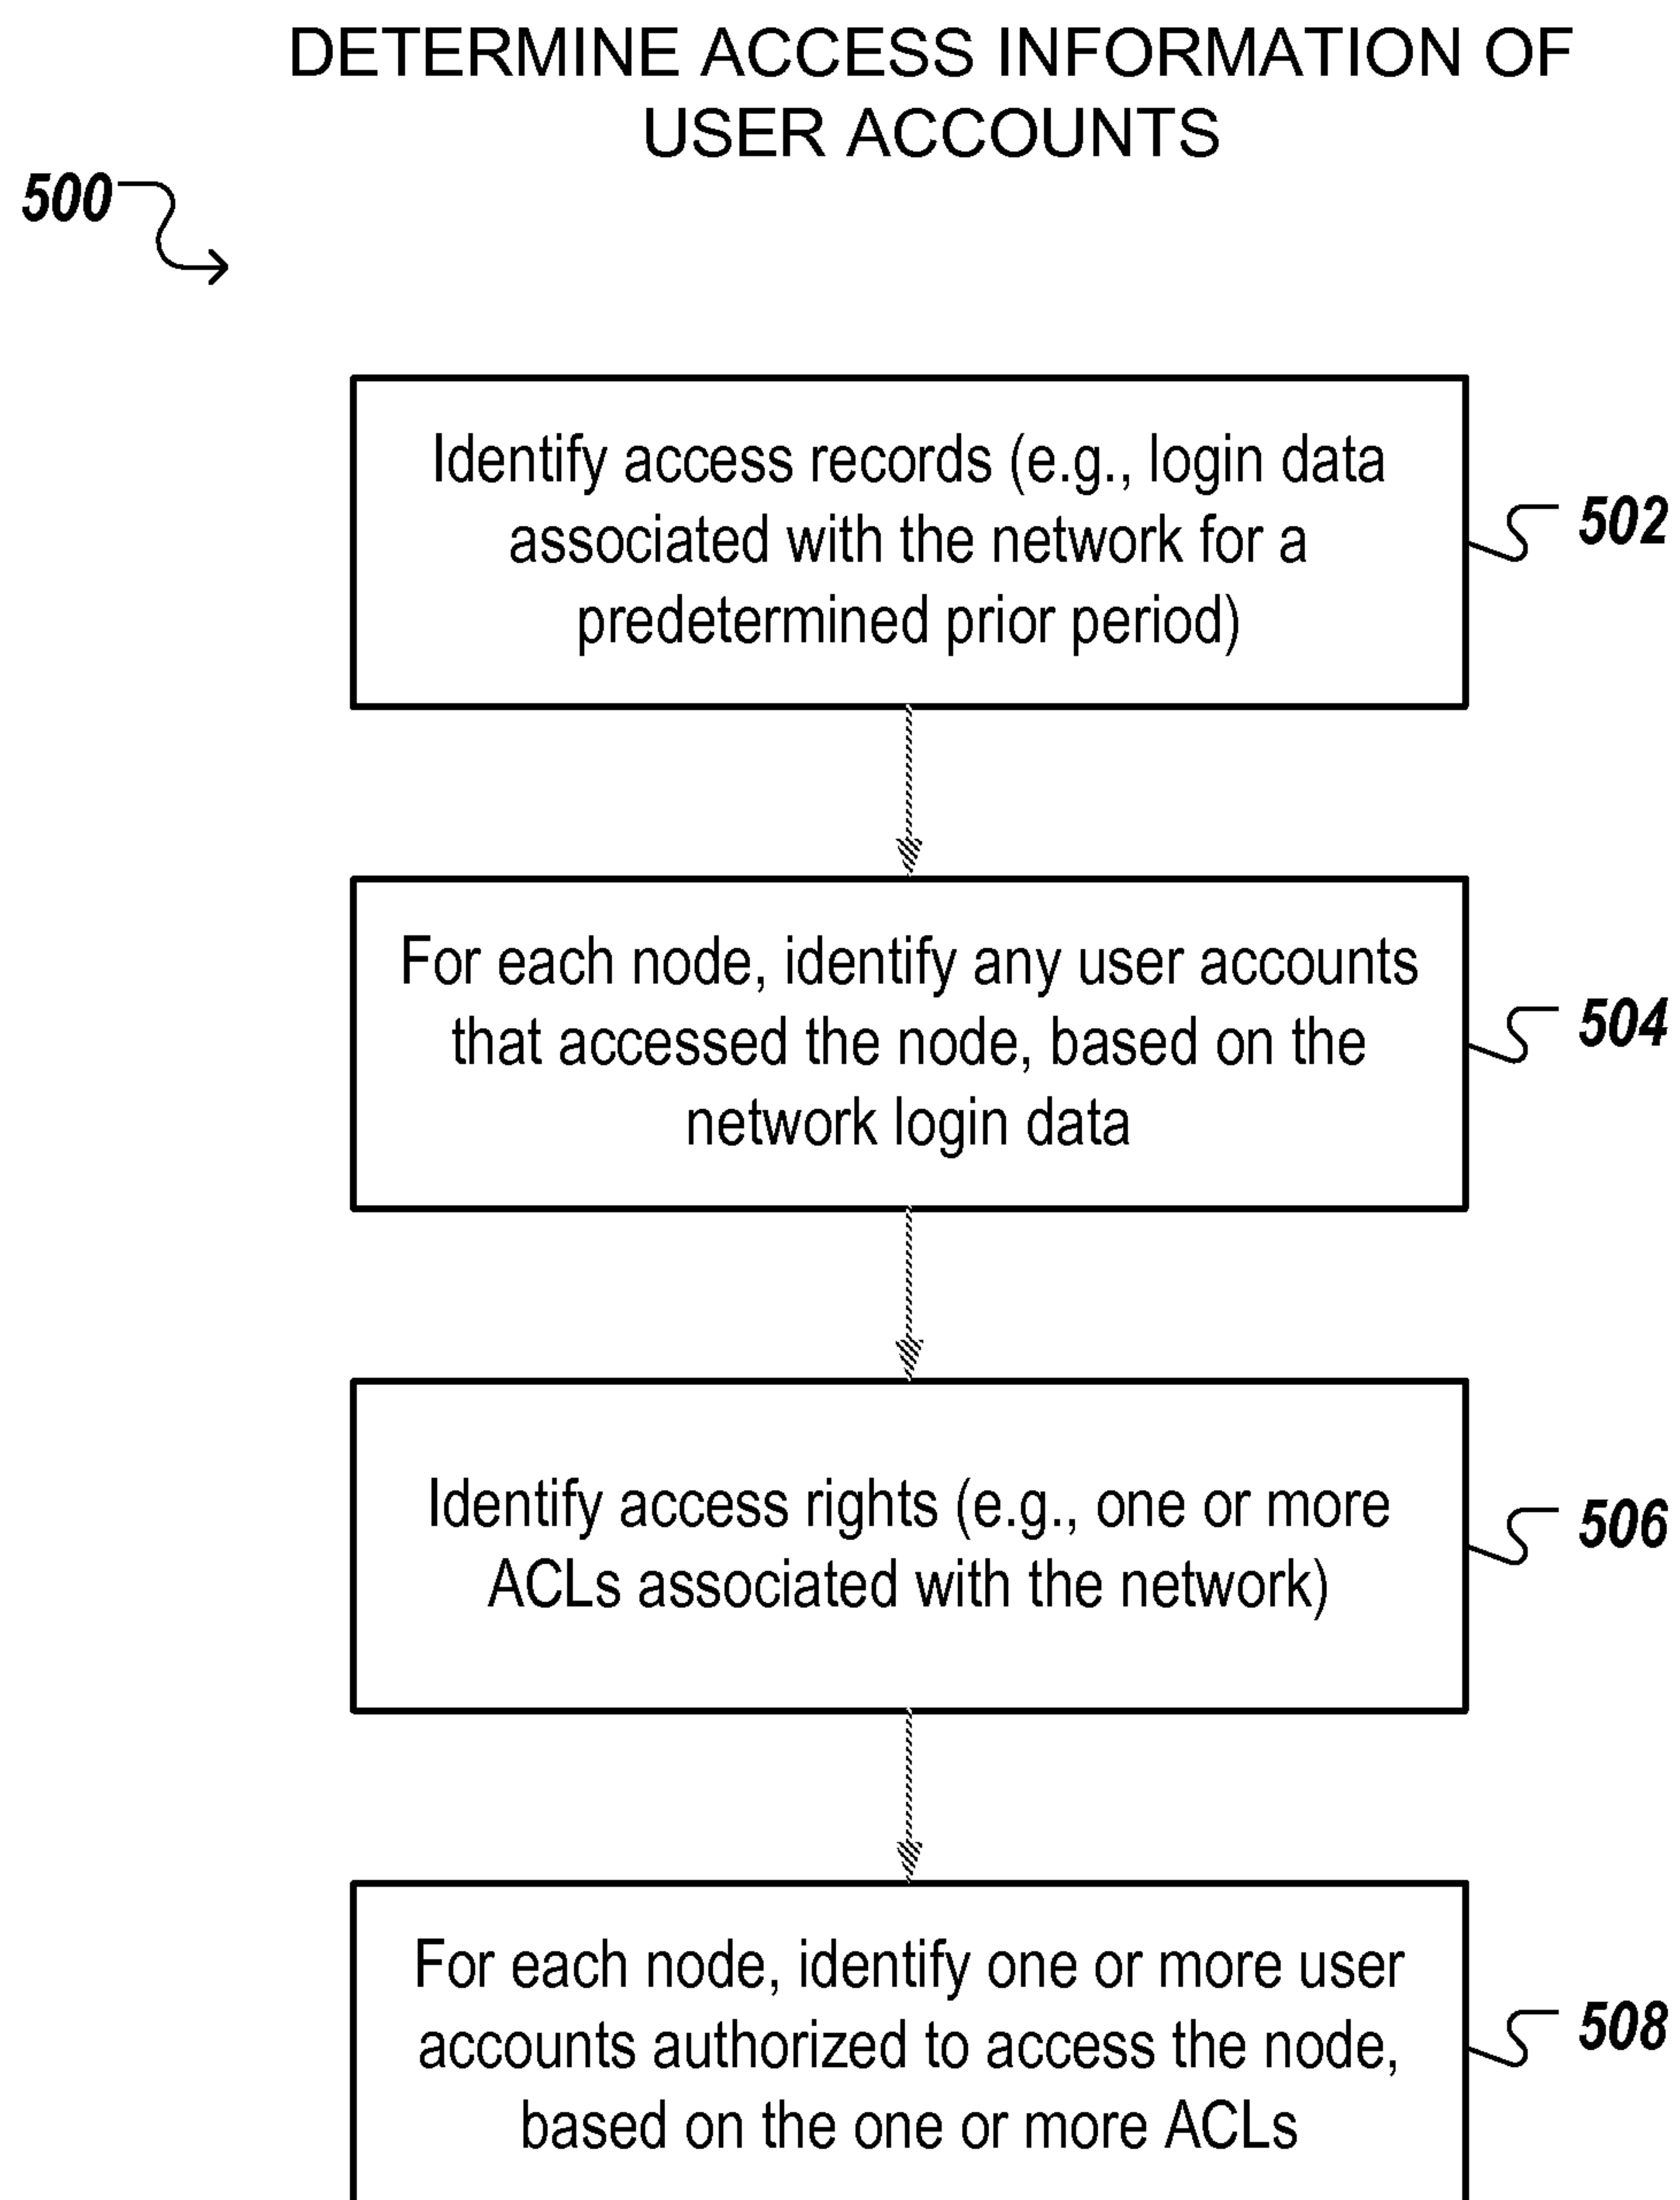 DETERMINE ACCESS INFORMATION OF
USER ACCOUNTS
500
Identify access records (e.g., login data
associated with the network for a
predetermined prior period)
502
For each node, identify any user accounts
that accessed the node, based on the
network login data
504
Identify access rights (e.g., one or more
ACLs associated with the network)
506
For each node, identify one or more user
accounts authorized to access the node,
based on the one or more ACLs
508